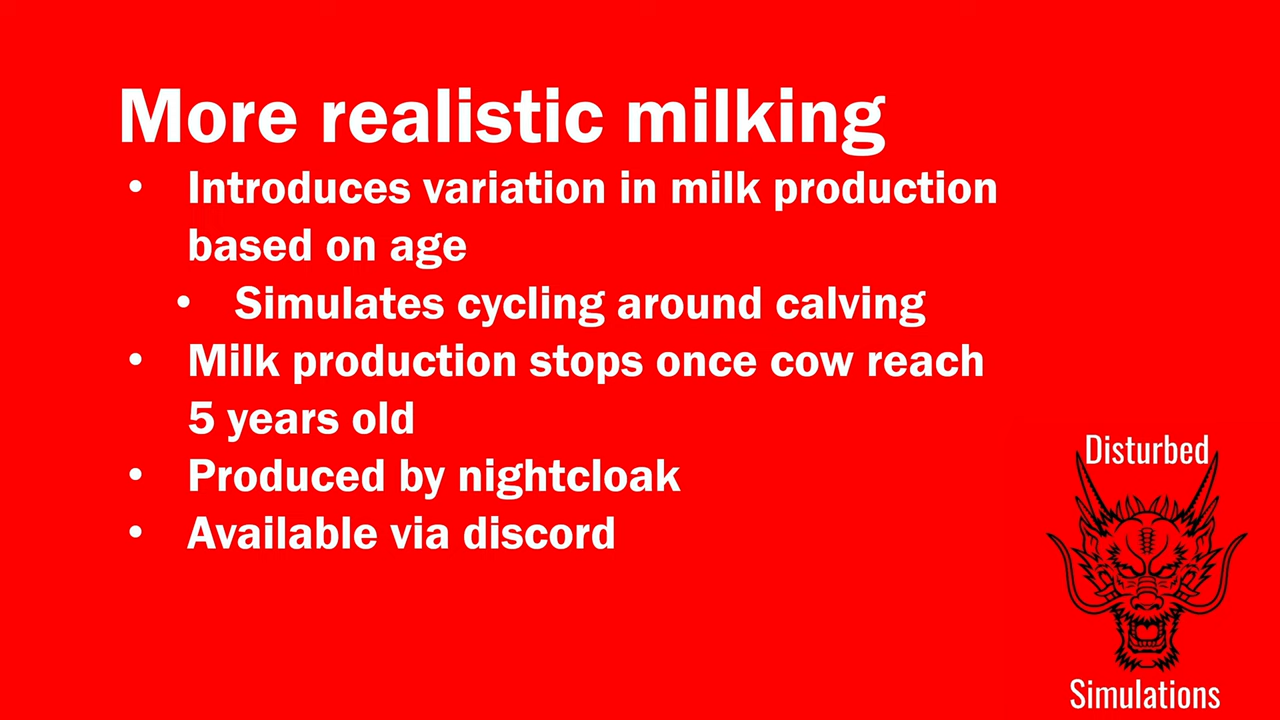 More realistic milking
• Introduces variation in milk production
based on age
• Simulates cycling around calving
• Milk production stops once cow reach
5 years old
• Produced by nightcloak
• Available via discord
Disturbed
Simulations